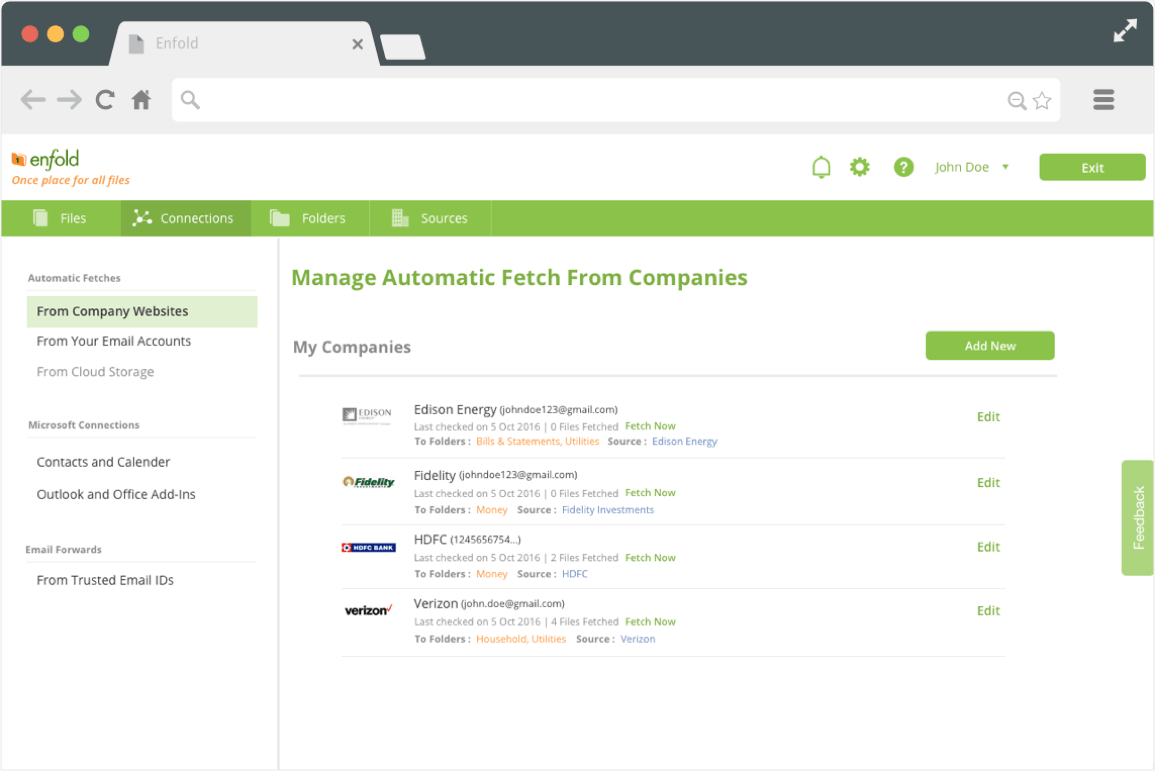 Enfold
enfold
Once place for all files
John Doe
Exit
Files
Connections
Folders
Sources
Automatic Fetches
From Company Websites
From Your Email Accounts
From Cloud Storage
Microsoft Connections
Contacts and Calender
Outlook and Office Add-Ins
Email Forwards
From Trusted Email IDs
Manage Automatic Fetch From Companies
My Companies
Add New
EDISON
Edison Energy (johndoe123@gmail.com)
Last checked on 5 Oct 2016 | 0 Files Fetched Fetch Now
To Folders : Bills & Statements, Utilities Source : Edison Energy
Edit
Fidelity
INVESTMENTS
Fidelity (johndoe123@gmail.com)
Last checked on 5 Oct 2016 | 0 Files Fetched Fetch Now
To Folders : Money Source : Fidelity Investments
Edit
HDFC BANK
HDFC (1245656754...)
Last checked on 5 Oct 2016 | 2 Files Fetched Fetch Now
To Folders : Money Source : HDFC
Edit
verizon
Verizon (john.doe@gmail.com)
Last checked on 5 Oct 2016 | 4 Files Fetched Fetch Now
To Folders : Household, Utilities Source : Verizon
Edit
Feedback